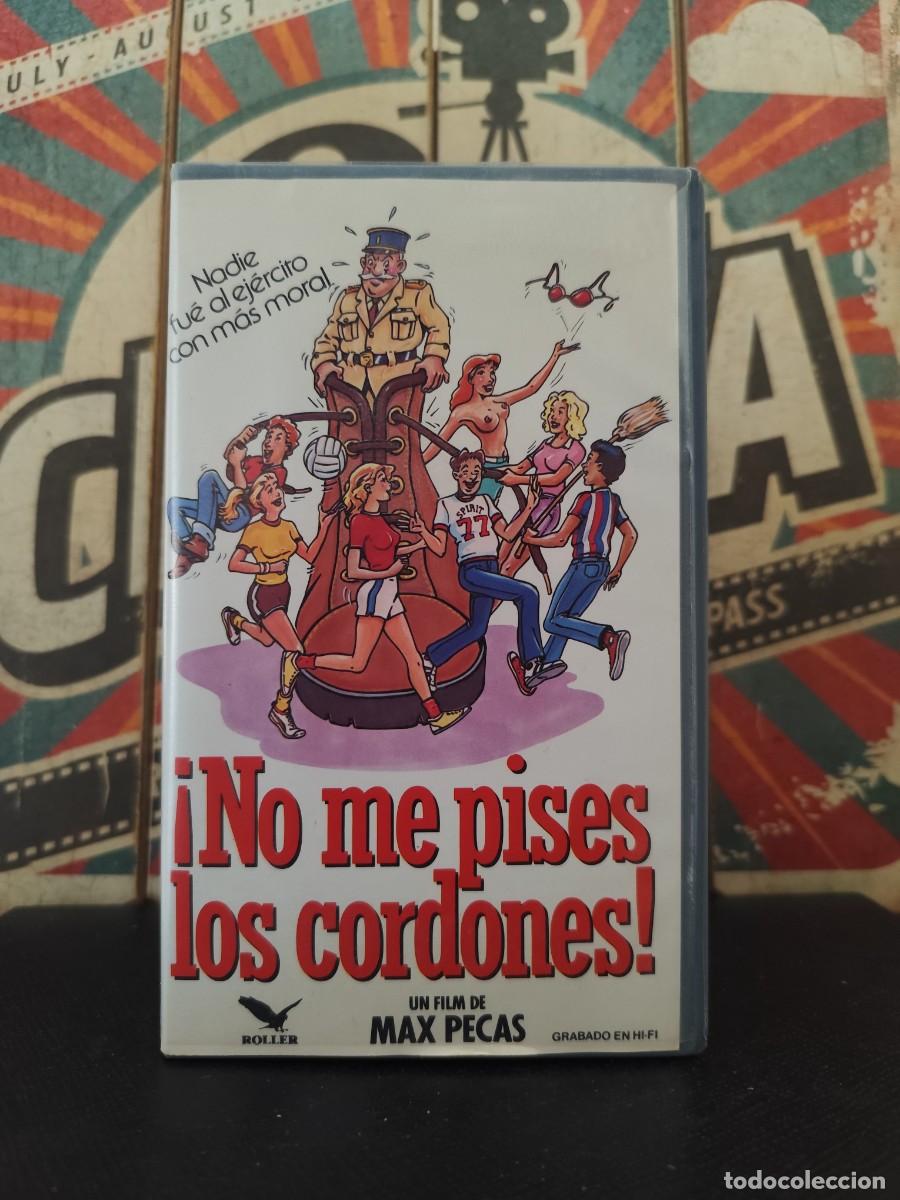 JULY - AUGUST
Nadie
fué al ejército
con más moral
SPIRIT
77
PASS
¡No me pises
los cordones!
ROLLER
UN FILM DE
MAX PECAS
GRABADO EN HI-FI
todocoleccion